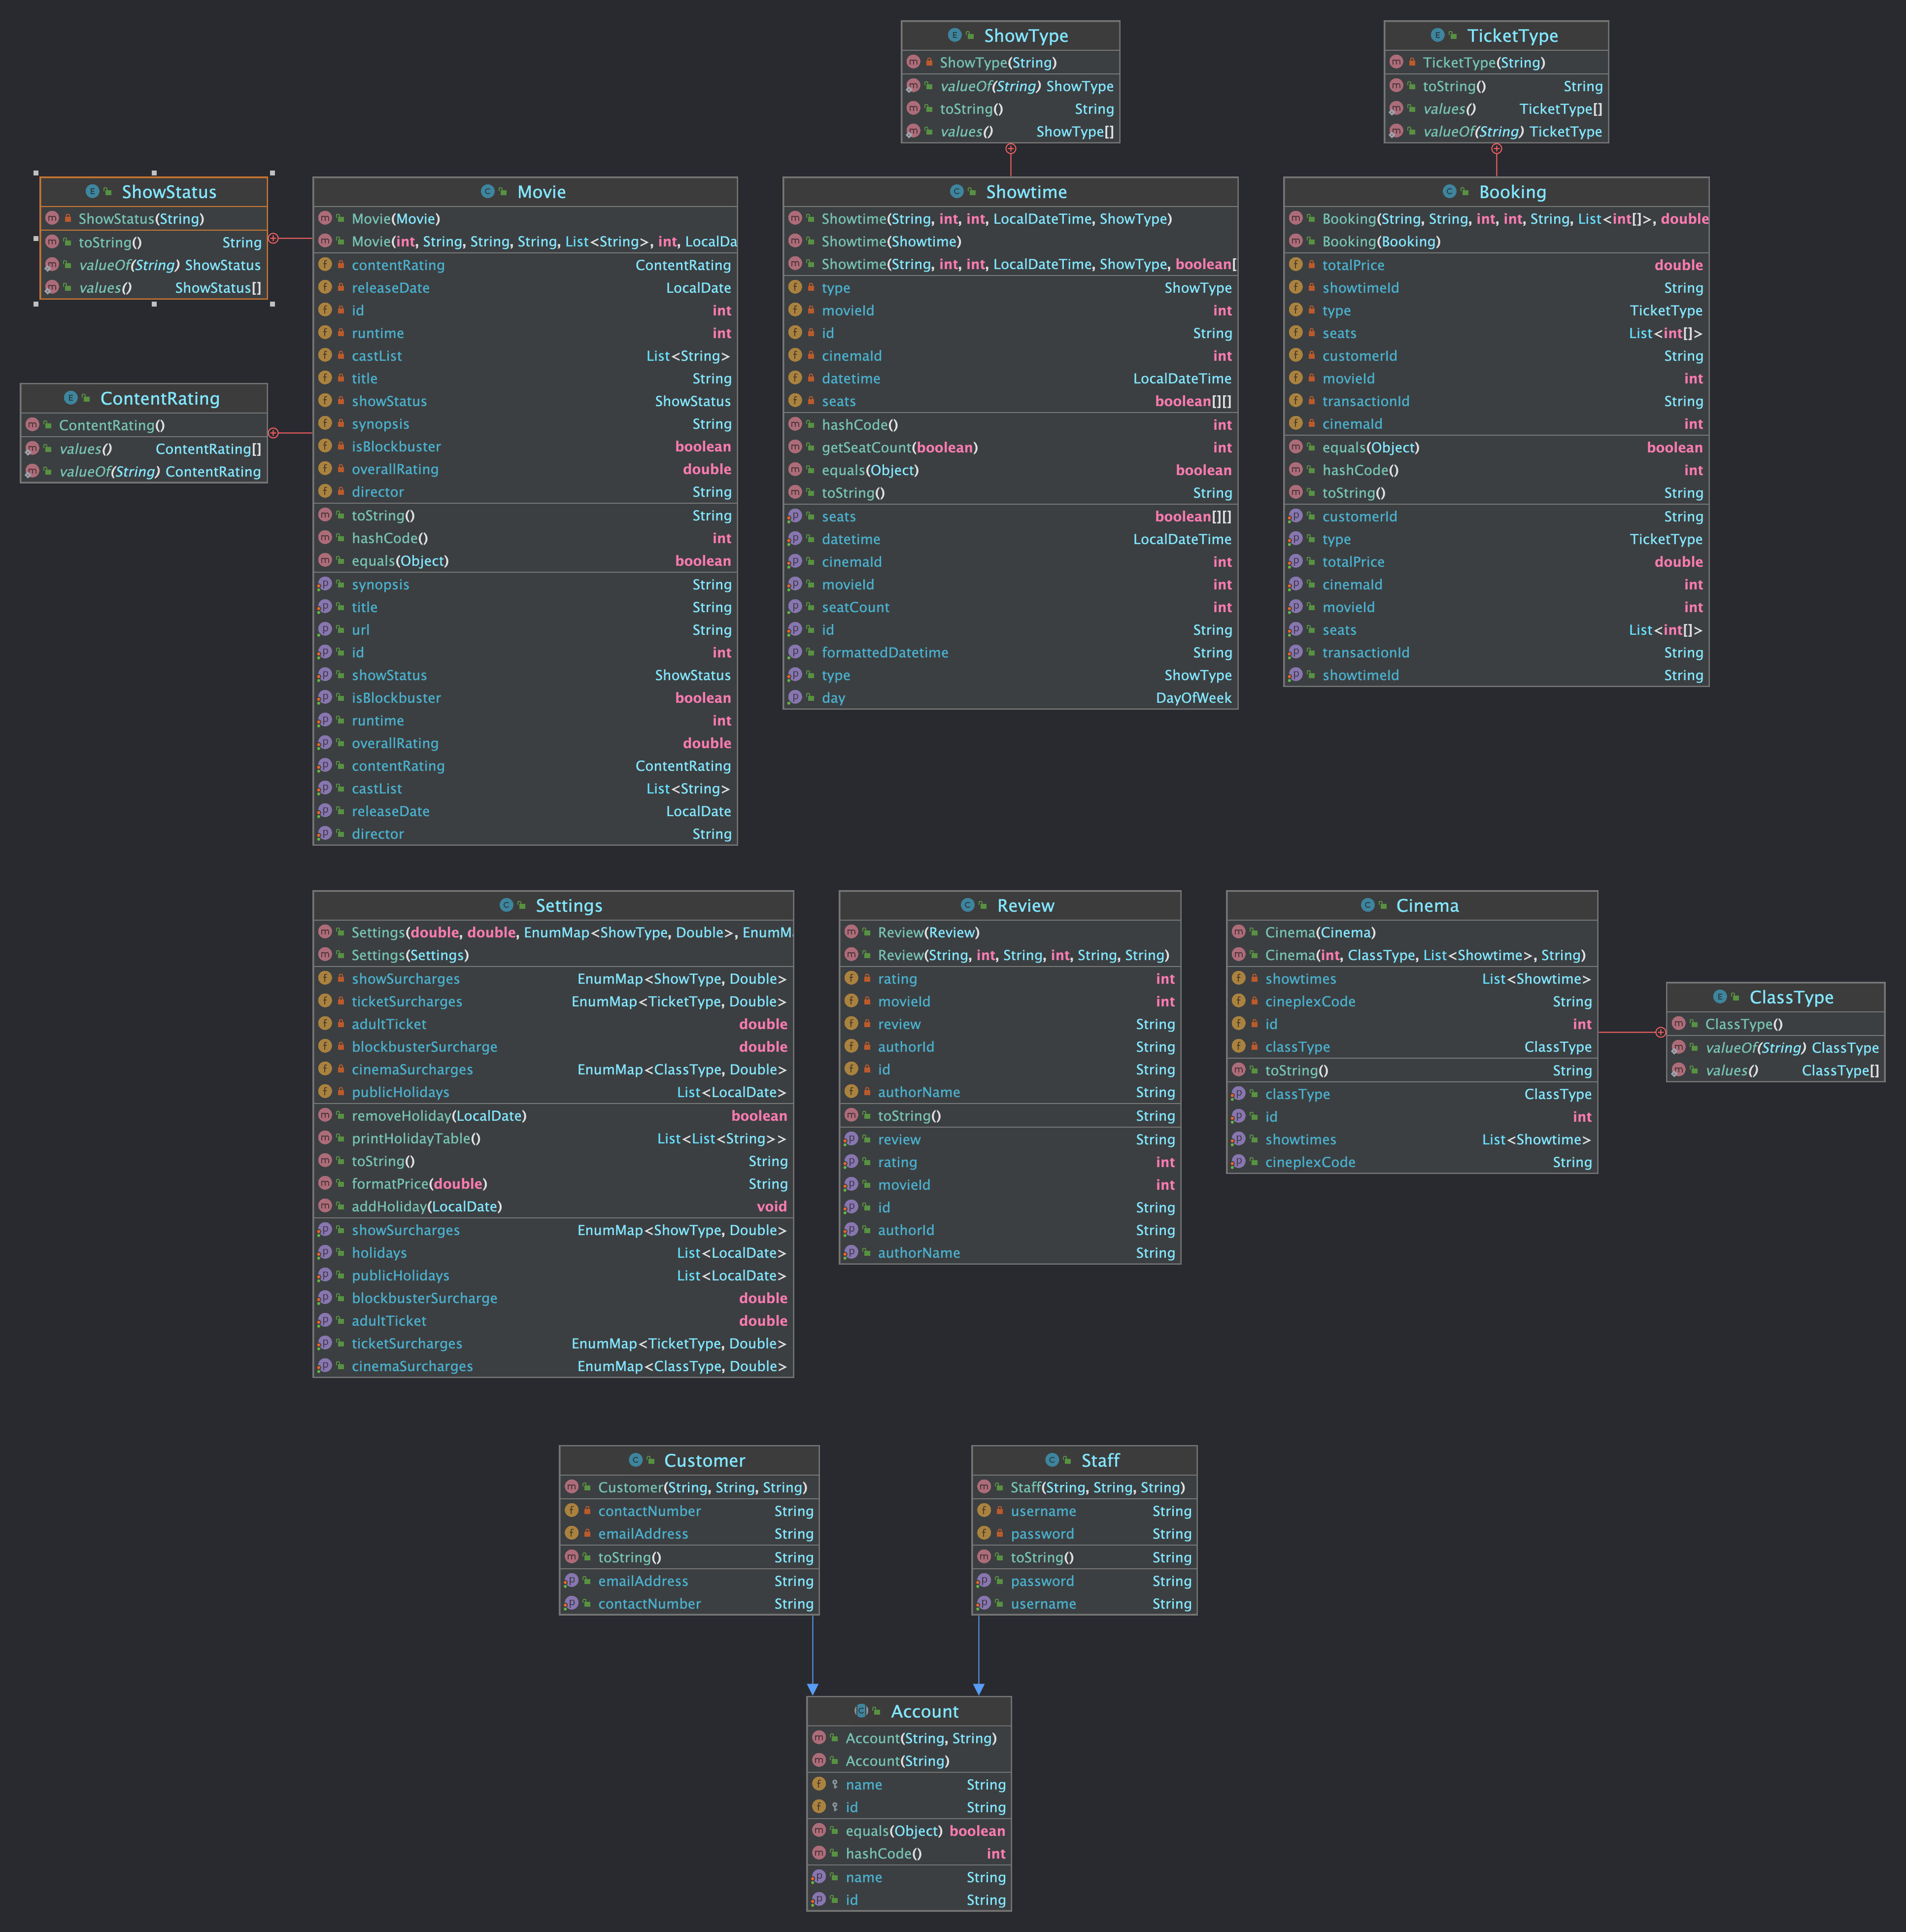 ShowType
ShowType(String)
valueOf(String) ShowType
toString() String
values() ShowType[]
TicketType
TicketType(String)
toString() String
values() TicketType[]
valueOf(String) TicketType
ShowStatus
ShowStatus(String)
toString() String
valueOf(String) ShowStatus
values() ShowStatus[]
ContentRating
ContentRating()
values() ContentRating[]
valueOf(String) ContentRating
Movie
Movie(Movie)
Movie(int, String, String, String, List<String>, int, LocalDa
contentRating ContentRating
releaseDate LocalDate
id int
runtime int
castList List<String>
title String
showStatus ShowStatus
synopsis String
isBlockbuster boolean
overallRating double
director String
toString() String
hashCode() int
equals(Object) boolean
synopsis String
title String
url String
id int
showStatus ShowStatus
isBlockbuster boolean
runtime int
overallRating double
contentRating ContentRating
castList List<String>
releaseDate LocalDate
director String
Showtime
Showtime(String, int, int, LocalDateTime, ShowType)
Showtime(Showtime)
Showtime(String, int, int, LocalDateTime, ShowType, boolean[
type ShowType
movieId int
id String
cinemaId int
datetime LocalDateTime
seats boolean[][]
hashCode() int
getSeatCount(boolean) int
equals(Object) boolean
toString() String
seats boolean[][]
datetime LocalDateTime
cinemaId int
movieId int
seatCount int
id String
formattedDatetime String
type ShowType
day DayOfWeek
Booking
Booking(String, String, int, int, String, List<int[]>, double
Booking(Booking)
totalPrice double
showtimeId String
type TicketType
seats List<int[]>
customerId String
movieId int
transactionId String
cinemaId int
equals(Object) boolean
hashCode() int
toString() String
customerId String
type TicketType
totalPrice double
cinemaId int
movieId int
seats List<int[]>
transactionId String
showtimeId String
Settings
Settings(double, double, EnumMap<ShowType, Double>, EnumM
Settings(Settings)
showSurcharges EnumMap<ShowType, Double>
ticketSurcharges EnumMap<TicketType, Double>
adultTicket double
blockbusterSurcharge double
cinemaSurcharges EnumMap<ClassType, Double>
publicHolidays List<LocalDate>
removeHoliday(LocalDate) boolean
printHolidayTable() List<List<String>>
toString() String
formatPrice(double) String
addHoliday(LocalDate) void
showSurcharges EnumMap<ShowType, Double>
holidays List<LocalDate>
publicHolidays List<LocalDate>
blockbusterSurcharge double
adultTicket double
ticketSurcharges EnumMap<TicketType, Double>
cinemaSurcharges EnumMap<ClassType, Double>
Review
Review(Review)
Review(String, int, String, int, String, String)
rating int
movieId int
review String
authorId String
id String
authorName String
toString() String
review String
rating int
movieId int
id String
authorId String
authorName String
Cinema
Cinema(Cinema)
Cinema(int, ClassType, List<Showtime>, String)
showtimes List<Showtime>
cineplexCode String
id int
classType ClassType
toString() String
classType ClassType
id int
showtimes List<Showtime>
cineplexCode String
ClassType
ClassType()
valueOf(String) ClassType
values() ClassType[]
Customer
Customer(String, String, String)
contactNumber String
emailAddress String
toString() String
emailAddress String
contactNumber String
Staff
Staff(String, String, String)
username String
password String
toString() String
password String
username String
Account
Account(String, String)
Account(String)
name String
id String
equals(Object) boolean
hashCode() int
name String
id String